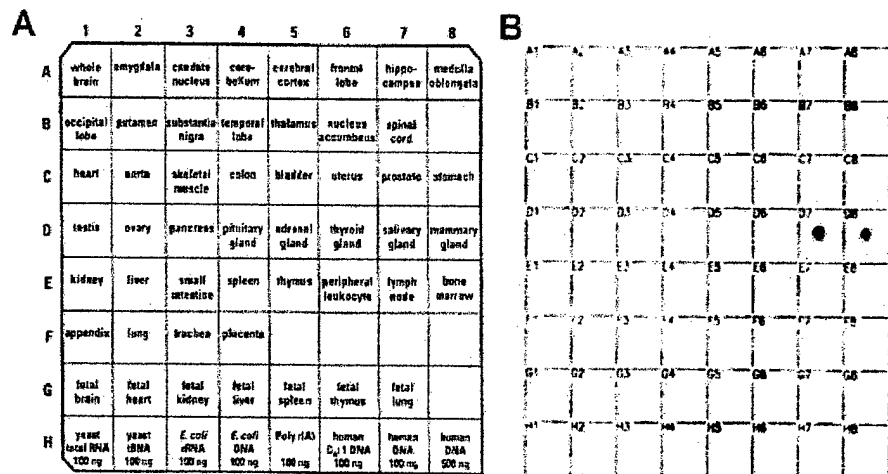 A
1 2 3 4 5 6 7 8
A whole brain amygdala caudate nucleus cere-bellum cerebral cortex frontal lobe hippo-campus medulla oblongata
B occipital lobe putamen substantia nigra temporal lobe thalamus nucleus accumbeus spinal cord
C heart aorta skeletal muscle colon bladder uterus prostate stomach
D testis ovary pancreas pituitary gland adrenal gland thyroid gland salivary gland mammary gland
E kidney liver small intestine spleen thymus peripheral leukocyte lymph node bone marrow
F appendix lung trachea placenta
G fetal brain fetal heart fetal kidney fetal liver fetal spleen fetal thymus fetal lung
H yeast total RNA 100 ng yeast tRNA 100 ng E. coli rRNA 100 ng E. coli DNA 100 ng Poly r(A) 100 ng human C₀t 1 DNA 100 ng human DNA 100 ng human DNA 500 ng
B
A1 A2 A3 A4 A5 A6 A7 A8
B1 B2 B3 B4 B5 B6 B7 B8
C1 C2 C3 C4 C5 C6 C7 C8
D1 D2 D3 D4 D5 D6 D7 D8
E1 E2 E3 E4 E5 E6 E7 E8
F1 F2 F3 F4 F5 F6 F7 F8
G1 G2 G3 G4 G5 G6 G7 G8
H1 H2 H3 H4 H5 H6 H7 H8